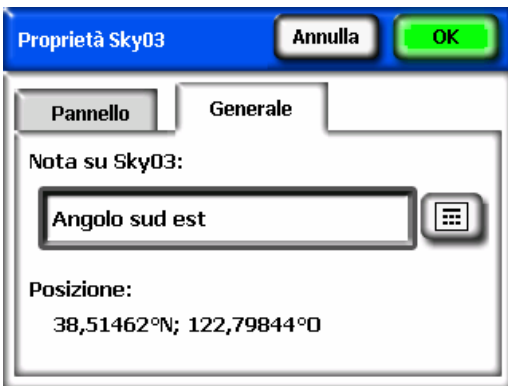 Proprietà Sky03 Annulla OK
Pannello Generale
Nota su Sky03:
Angolo sud est
Posizione:
38,51462°N; 122,79844°O